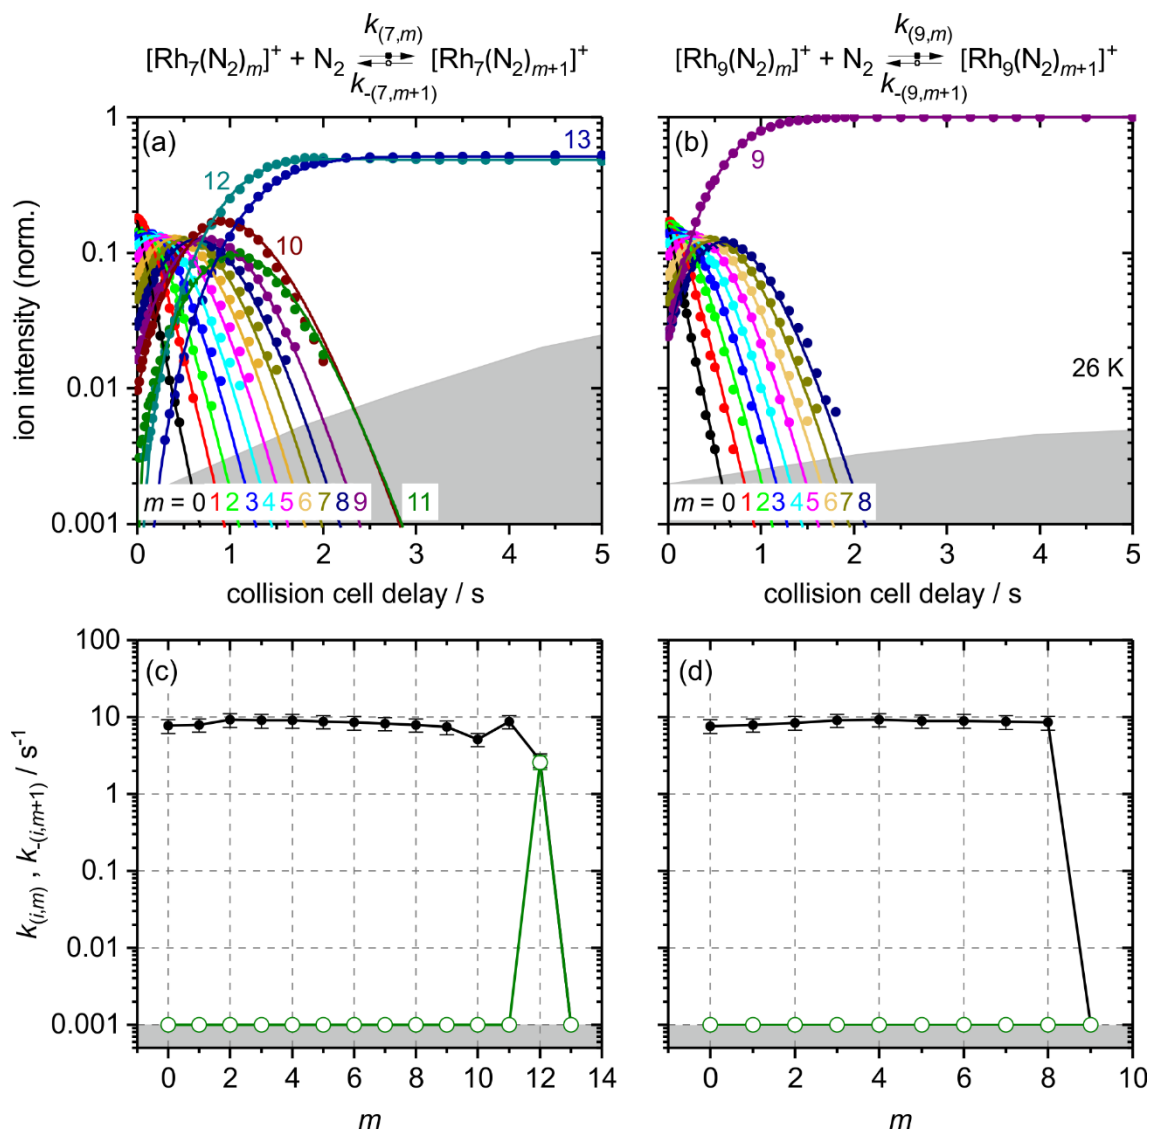 k(7,m)
[Rh7(N2)m]+ + N2 ⇌ [Rh7(N2)m+1]+
k-(7,m+1)
k(9,m)
[Rh9(N2)m]+ + N2 ⇌ [Rh9(N2)m+1]+
k-(9,m+1)
ion intensity (norm.)
1
0.1
0.01
0.001
(a)
13
12
10
m = 0 1 2 3 4 5 6 7 8 9
11
0 1 2 3 4 5
collision cell delay / s
(b)
9
26 K
m = 0 1 2 3 4 5 6 7 8
0 1 2 3 4 5
collision cell delay / s
k(i,m) , k-(i,m+1) / s-1
100
10
1
0.1
0.01
0.001
(c)
0 2 4 6 8 10 12 14
m
(d)
0 2 4 6 8 10
m